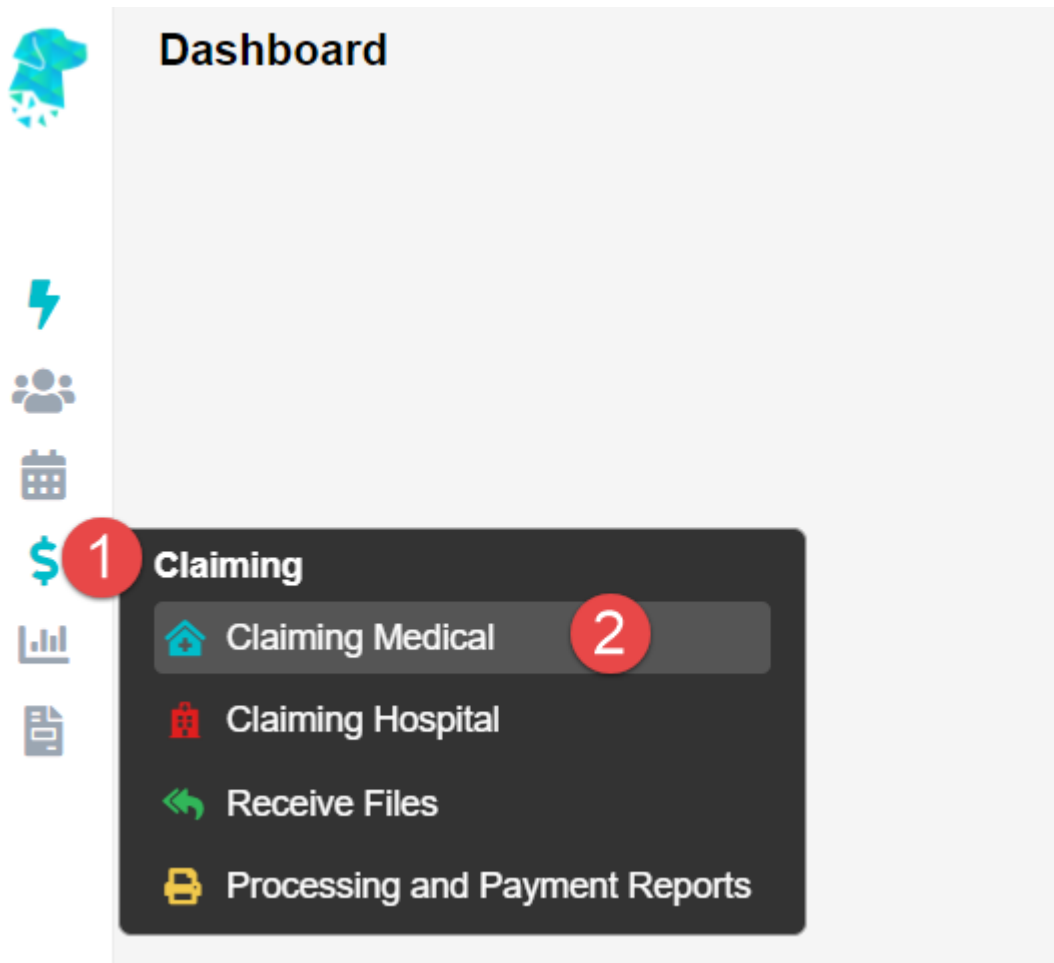 Dashboard
$ 1 Claiming
Claiming Medical 2
Claiming Hospital
Receive Files
Processing and Payment Reports